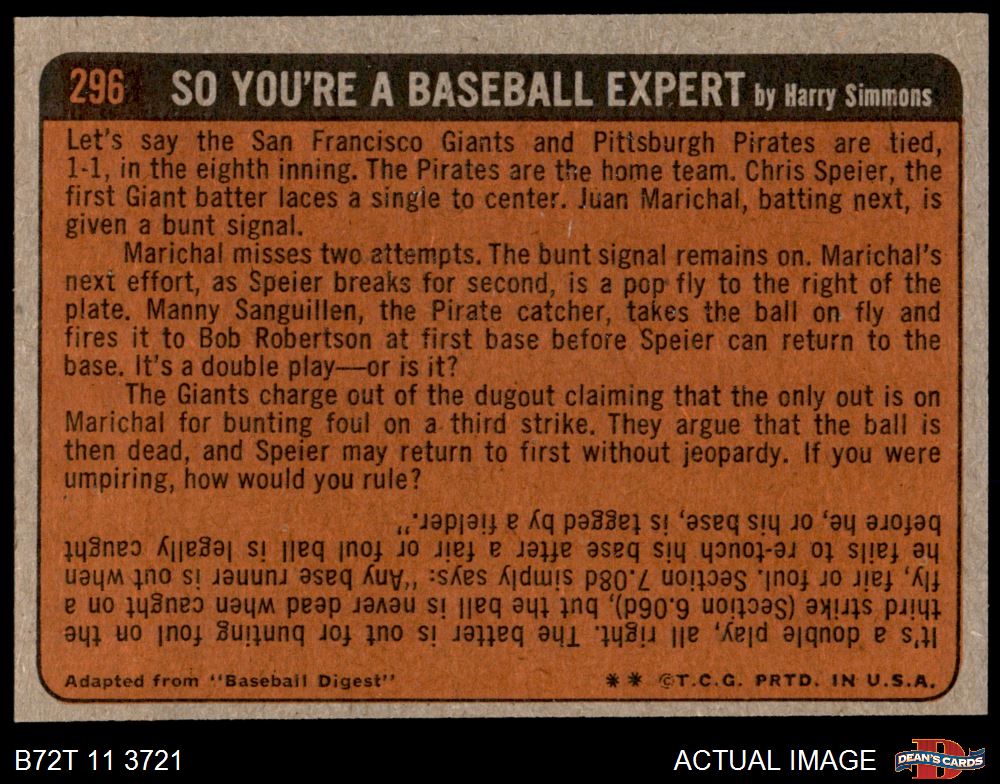 296 SO YOU'RE A BASEBALL EXPERT by Harry Simmons
Let's say the San Francisco Giants and Pittsburgh Pirates are tied,
1-1, in the eighth inning. The Pirates are the home team. Chris Speier, the
first Giant batter laces a single to center. Juan Marichal, batting next, is
given a bunt signal.
Marichal misses two attempts. The bunt signal remains on. Marichal's
next effort, as Speier breaks for second, is a pop fly to the right of the
plate. Manny Sanguillen, the Pirate catcher, takes the ball on fly and
fires it to Bob Robertson at first base before Speier can return to the
base. It's a double play—or is it?
The Giants charge out of the dugout claiming that the only out is on
Marichal for bunting foul on a third strike. They argue that the ball is
then dead, and Speier may return to first without jeopardy. If you were
umpiring, how would you rule?
It's a double play, all right. The batter is out for bunting foul on the
third strike (Section 6.06d), but the ball is never dead when caught on a
fly, fair or foul. Section 7.08d simply says: "Any base runner is out when
he fails to re-touch his base after a fair or foul ball is legally caught
before he, or his base, is tagged by a fielder."
Adapted from "Baseball Digest" ** ©T.C.G. PRTD. IN U.S.A.
B72T 11 3721 ACTUAL IMAGE DEAN'S CARDS